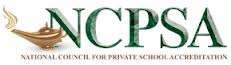 NCPSA
NATIONAL COUNCIL FOR PRIVATE SCHOOL ACCREDITATION